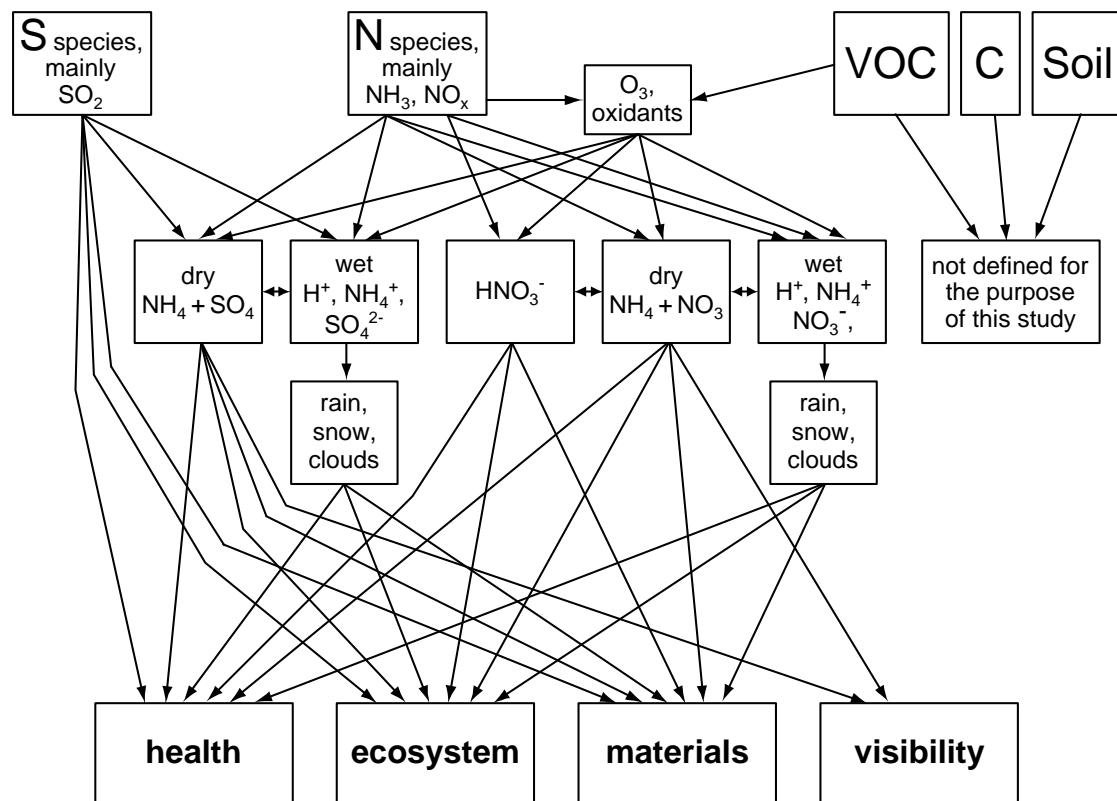 S species,
mainly
SO₂
N species,
mainly
NH₃, NOₓ
O₃,
oxidants
VOC
C
Soil
dry
NH₄ + SO₄
wet
H⁺, NH₄⁺,
SO₄²⁻
HNO₃⁻
dry
NH₄ + NO₃
wet
H⁺, NH₄⁺
NO₃⁻,
not defined for
the purpose
of this study
rain,
snow,
clouds
rain,
snow,
clouds
health
ecosystem
materials
visibility